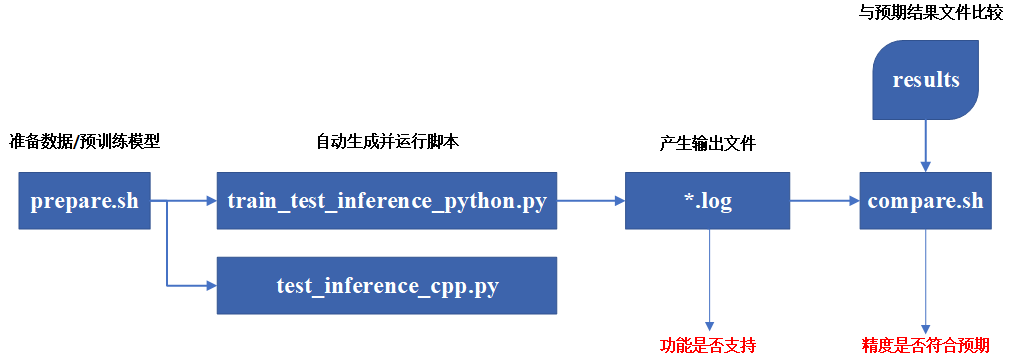 与预期结果文件比较
results
准备数据/预训练模型
自动生成并运行脚本
产生输出文件
prepare.sh
train_test_inference_python.py
*.log
compare.sh
test_inference_cpp.py
功能是否支持
精度是否符合预期